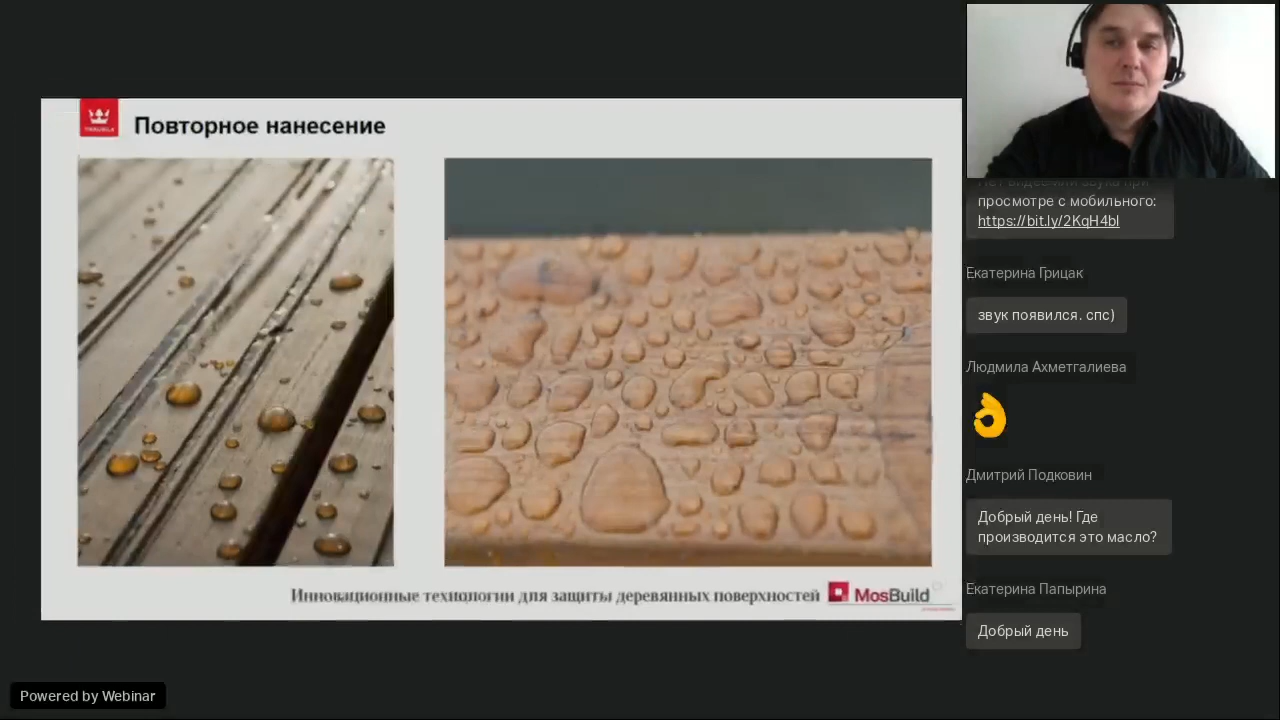 Повторное нанесение
TIKKURILA
Инновационные технологии для защиты деревянных поверхностей
MosBuild
просмотре с мобильного:
https://bit.ly/2KqH4bl
Екатерина Грицак
звук появился. спс)
Людмила Ахметгалиева
Дмитрий Подковин
Добрый день! Где
производится это масло?
Екатерина Папырина
Добрый день
Powered by Webinar